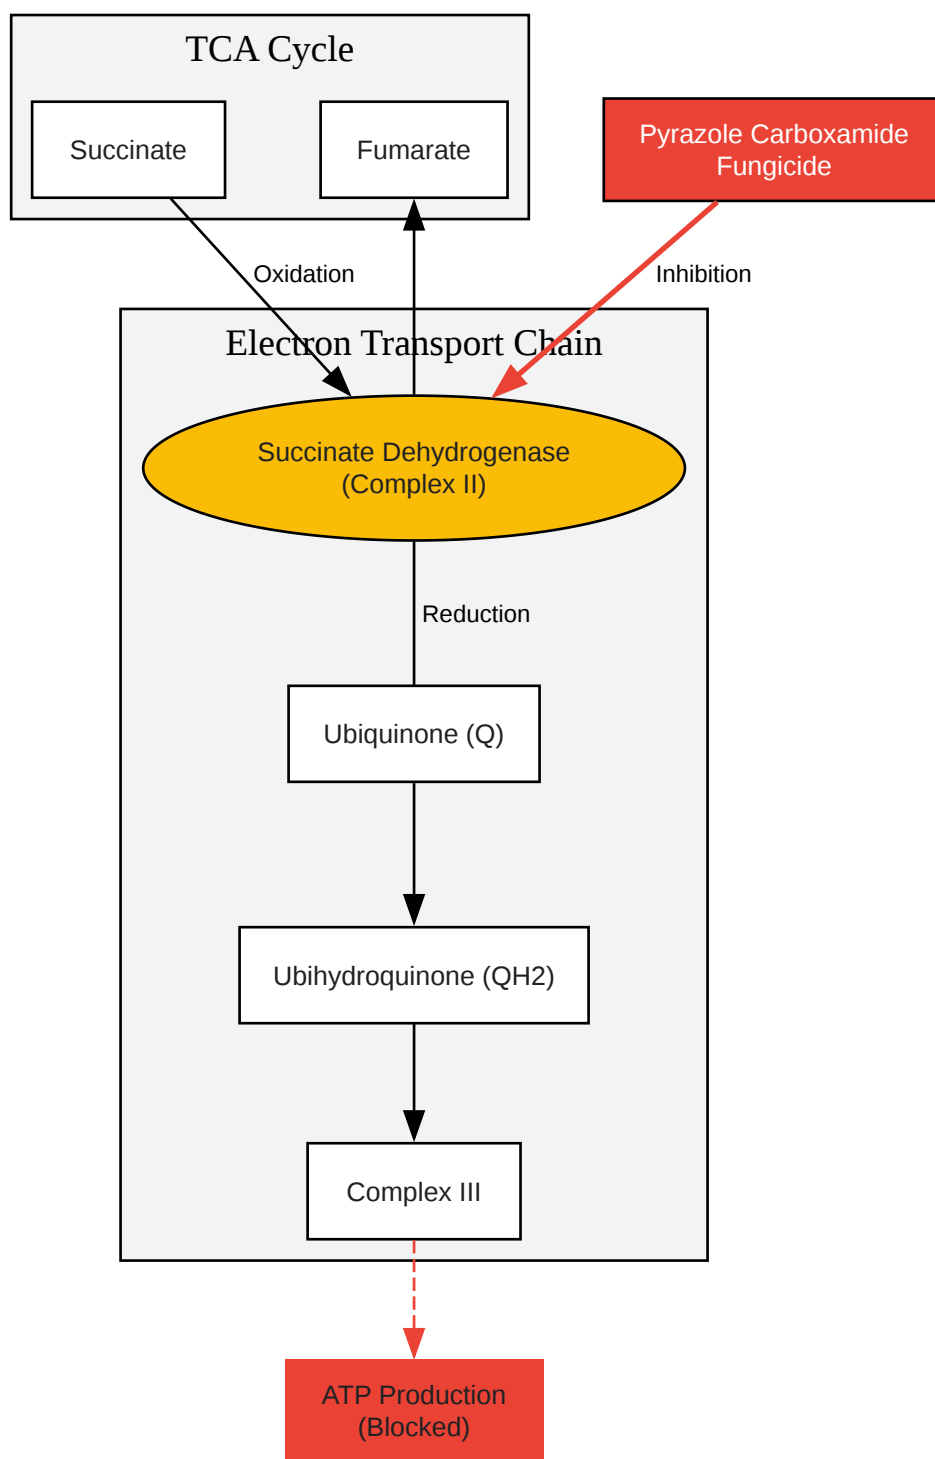 TCA Cycle
Succinate
Fumarate
Pyrazole Carboxamide
Fungicide
Oxidation
Inhibition
Electron Transport Chain
Succinate Dehydrogenase
(Complex II)
Reduction
Ubiquinone (Q)
Ubihydroquinone (QH2)
Complex III
ATP Production
(Blocked)